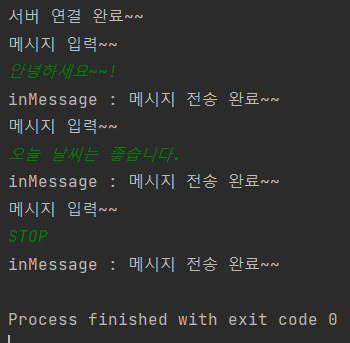 서버 연결 완료~~
메시지 입력~~
안녕하세요~~!
inMessage : 메시지 전송 완료~~
메시지 입력~~
오늘 날씨는 좋습니다.
inMessage : 메시지 전송 완료~~
메시지 입력~~
STOP
inMessage : 메시지 전송 완료~~
Process finished with exit code 0